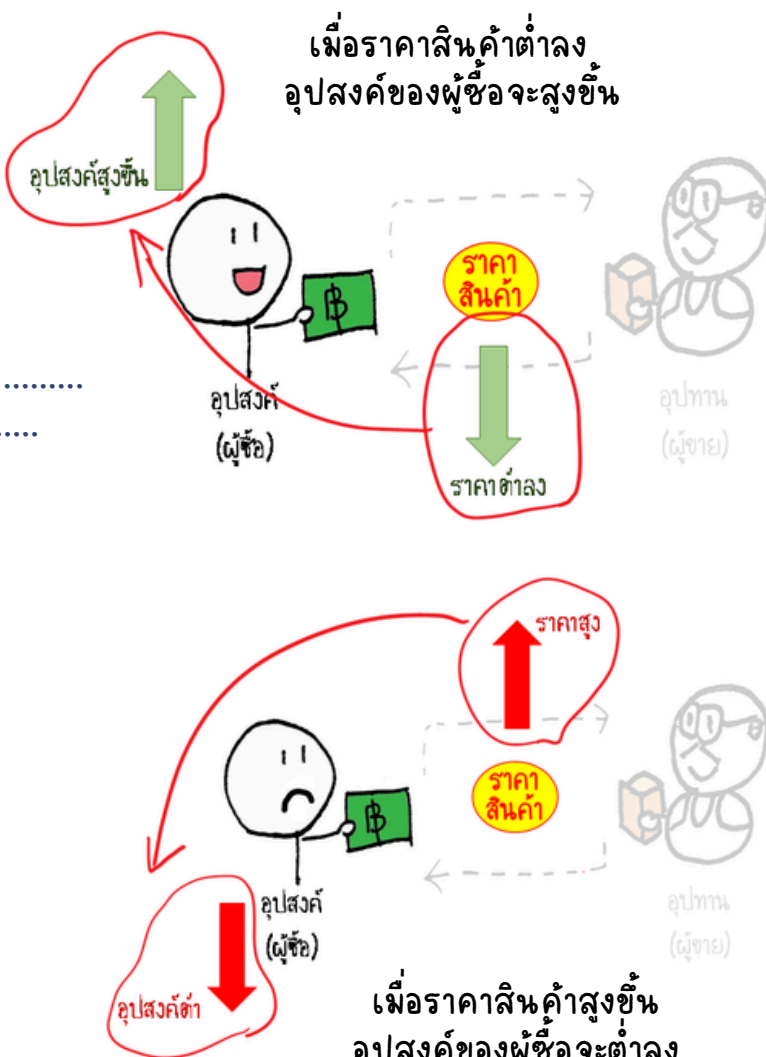 เมื่อราคาสินค้าต่ำลง
อุปสงค์ของผู้ซื้อจะสูงขึ้น
อุปสงค์สูงขึ้น
ราคา
สินค้า
฿
..........
.....
อุปสงค์
(ผู้ซื้อ)
อุปทาน
(ผู้ขาย)
ราคาต่ำลง
ราคาสูง
ราคา
สินค้า
฿
อุปสงค์
(ผู้ซื้อ)
อุปทาน
(ผู้ขาย)
อุปสงค์ต่ำ
เมื่อราคาสินค้าสูงขึ้น
อุปสงค์ของผู้ซื้อจะต่ำลง